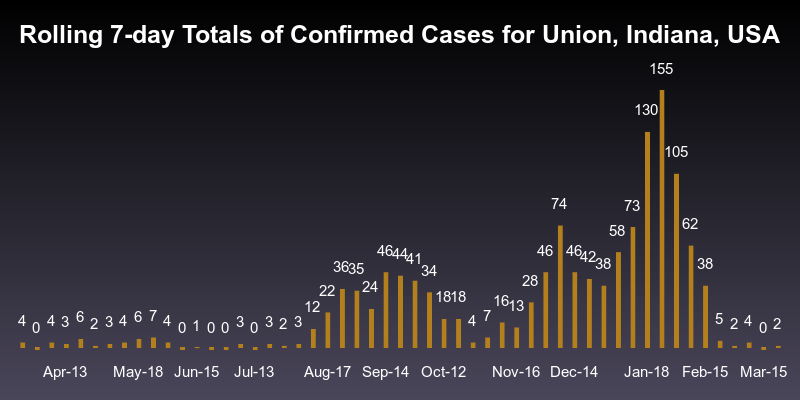 Rolling 7-day Totals of Confirmed Cases for Union, Indiana, USA
4 0 4 3 6 2 3 4 6 7 4 0 1 0 0 3 0 3 2 3 12 22 36 35 24 46 44 41 34 18 18 4 7 16 13 28 46 74 46 42 38 58 73 130 155 105 62 38 5 2 4 0 2
Apr-13 May-18 Jun-15 Jul-13 Aug-17 Sep-14 Oct-12 Nov-16 Dec-14 Jan-18 Feb-15 Mar-15